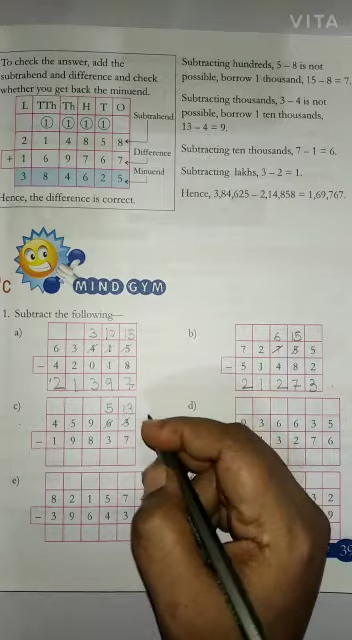 VITA
To check the answer, add the
subtrahend and difference and check
whether you get back the minuend.
L TTh Th H T O
1 1 1 1
2 1 4 8 5 8 Subtrahend
+ 1 6 9 7 6 7 Difference
3 8 4 6 2 5 Minuend
Hence, the difference is correct.
Subtracting hundreds, 5 – 8 is not
possible, borrow 1 thousand, 15 – 8 = 7.
Subtracting thousands, 3 – 4 is not
possible, borrow 1 ten thousands,
13 – 4 = 9.
Subtracting ten thousands, 7 – 1 = 6.
Subtracting lakhs, 3 – 2 = 1.
Hence, 3,84,625 – 2,14,858 = 1,69,767.
C
MIND GYM
1. Subtract the following—
a)
6 3 4 1 5
– 4 2 0 1 8
2 1 3 9 7
b)
6 15
7 2 7 5 5
– 5 1 4 8 2
2 1 2 7 3
c)
5 13
4 5 9 6 3
– 1 9 8 3 7
d)
3 6 6 3 5
3 2 7 6
e)
8 2 1 5 7
– 3 9 6 4 3
3 2
9
39